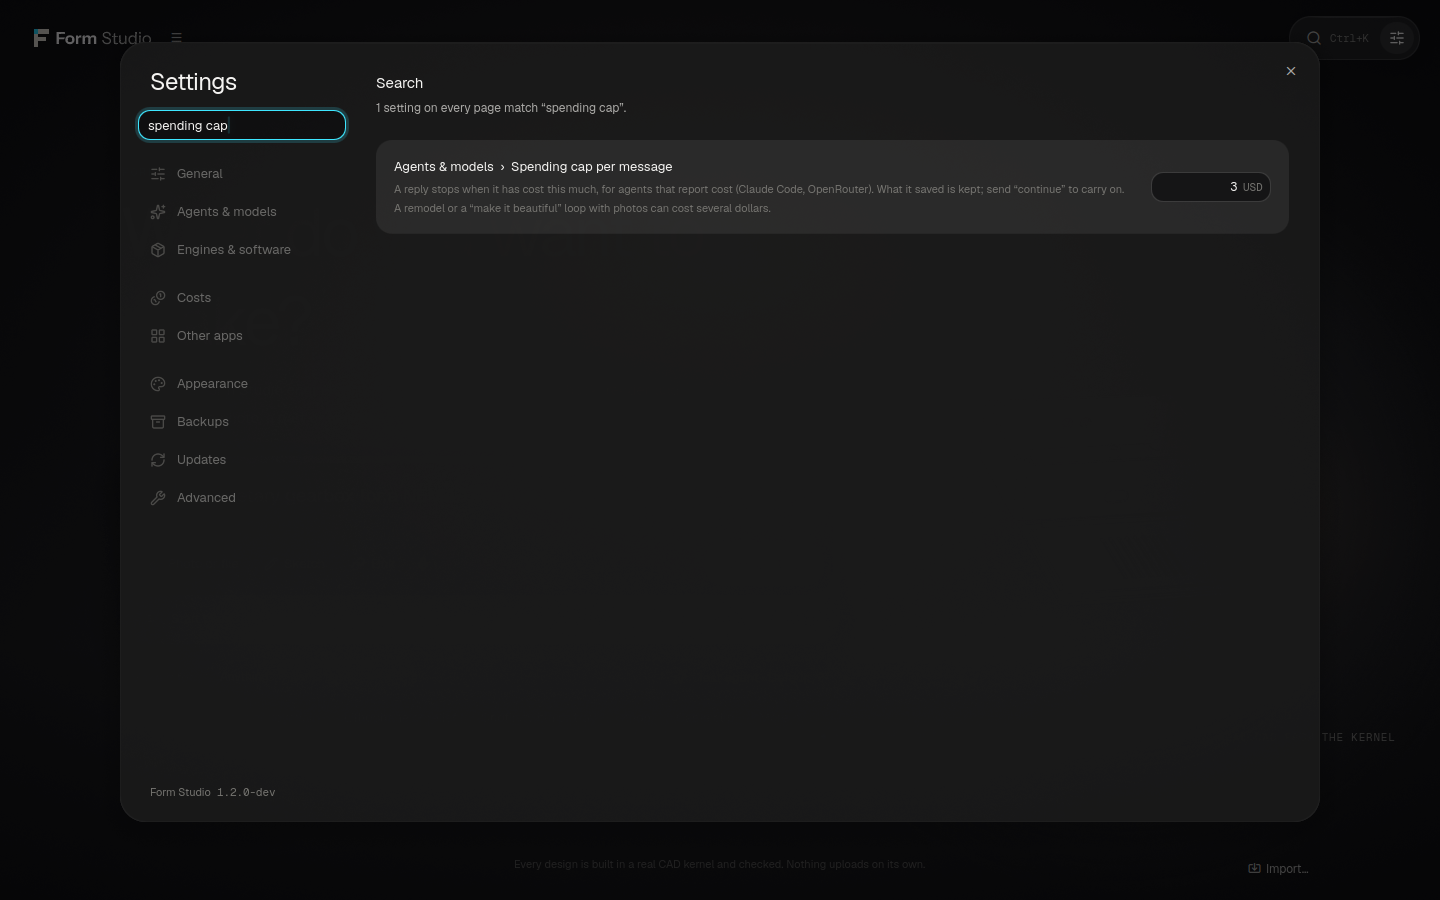 Form Studio
Ctrl+K
Settings
spending cap
General
Agents & models
Engines & software
Costs
Other apps
Appearance
Backups
Updates
Advanced
Form Studio 1.2.0-dev
Search
1 setting on every page match “spending cap”.
Agents & models › Spending cap per message
A reply stops when it has cost this much, for agents that report cost (Claude Code, OpenRouter). What it saved is kept; send “continue” to carry on.
A remodel or a “make it beautiful” loop with photos can cost several dollars.
3 USD
THE KERNEL
Every design is built in a real CAD kernel and checked. Nothing uploads on its own.
Import...